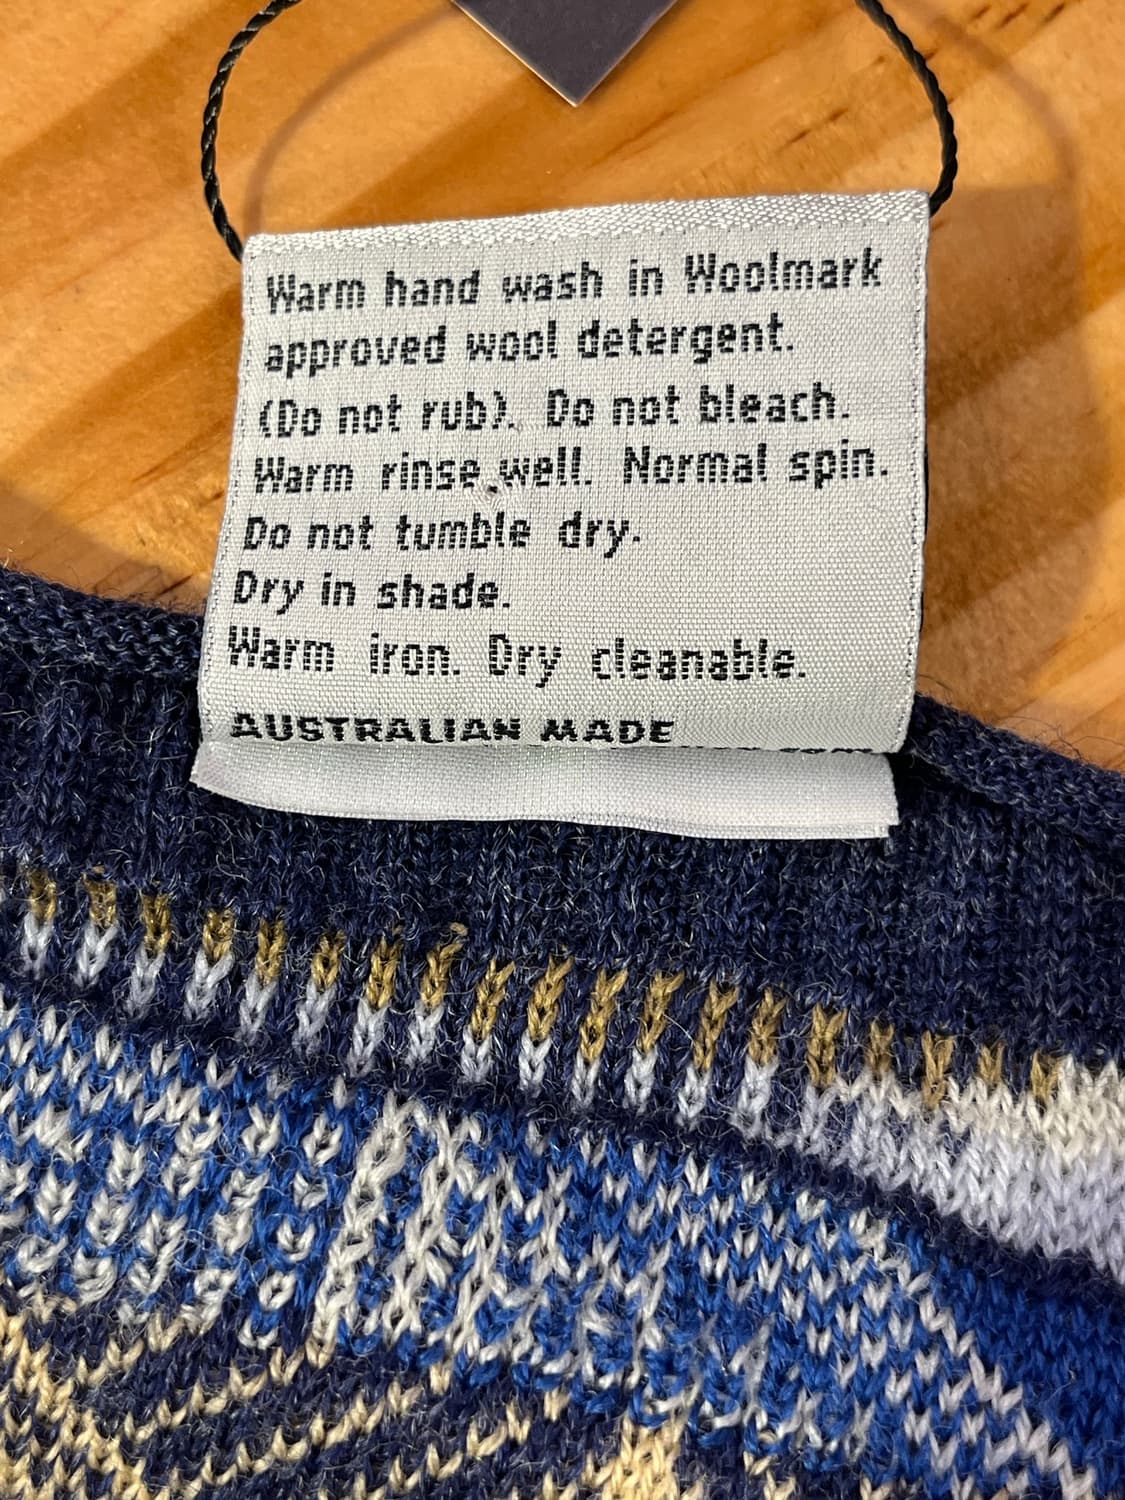 Warm hand wash in Woolmark
approved wool detergent.
(Do not rub). Do not bleach.
Warm rinse well. Normal spin.
Do not tumble dry.
Dry in shade.
Warm iron. Dry cleanable.
AUSTRALIAN MADE